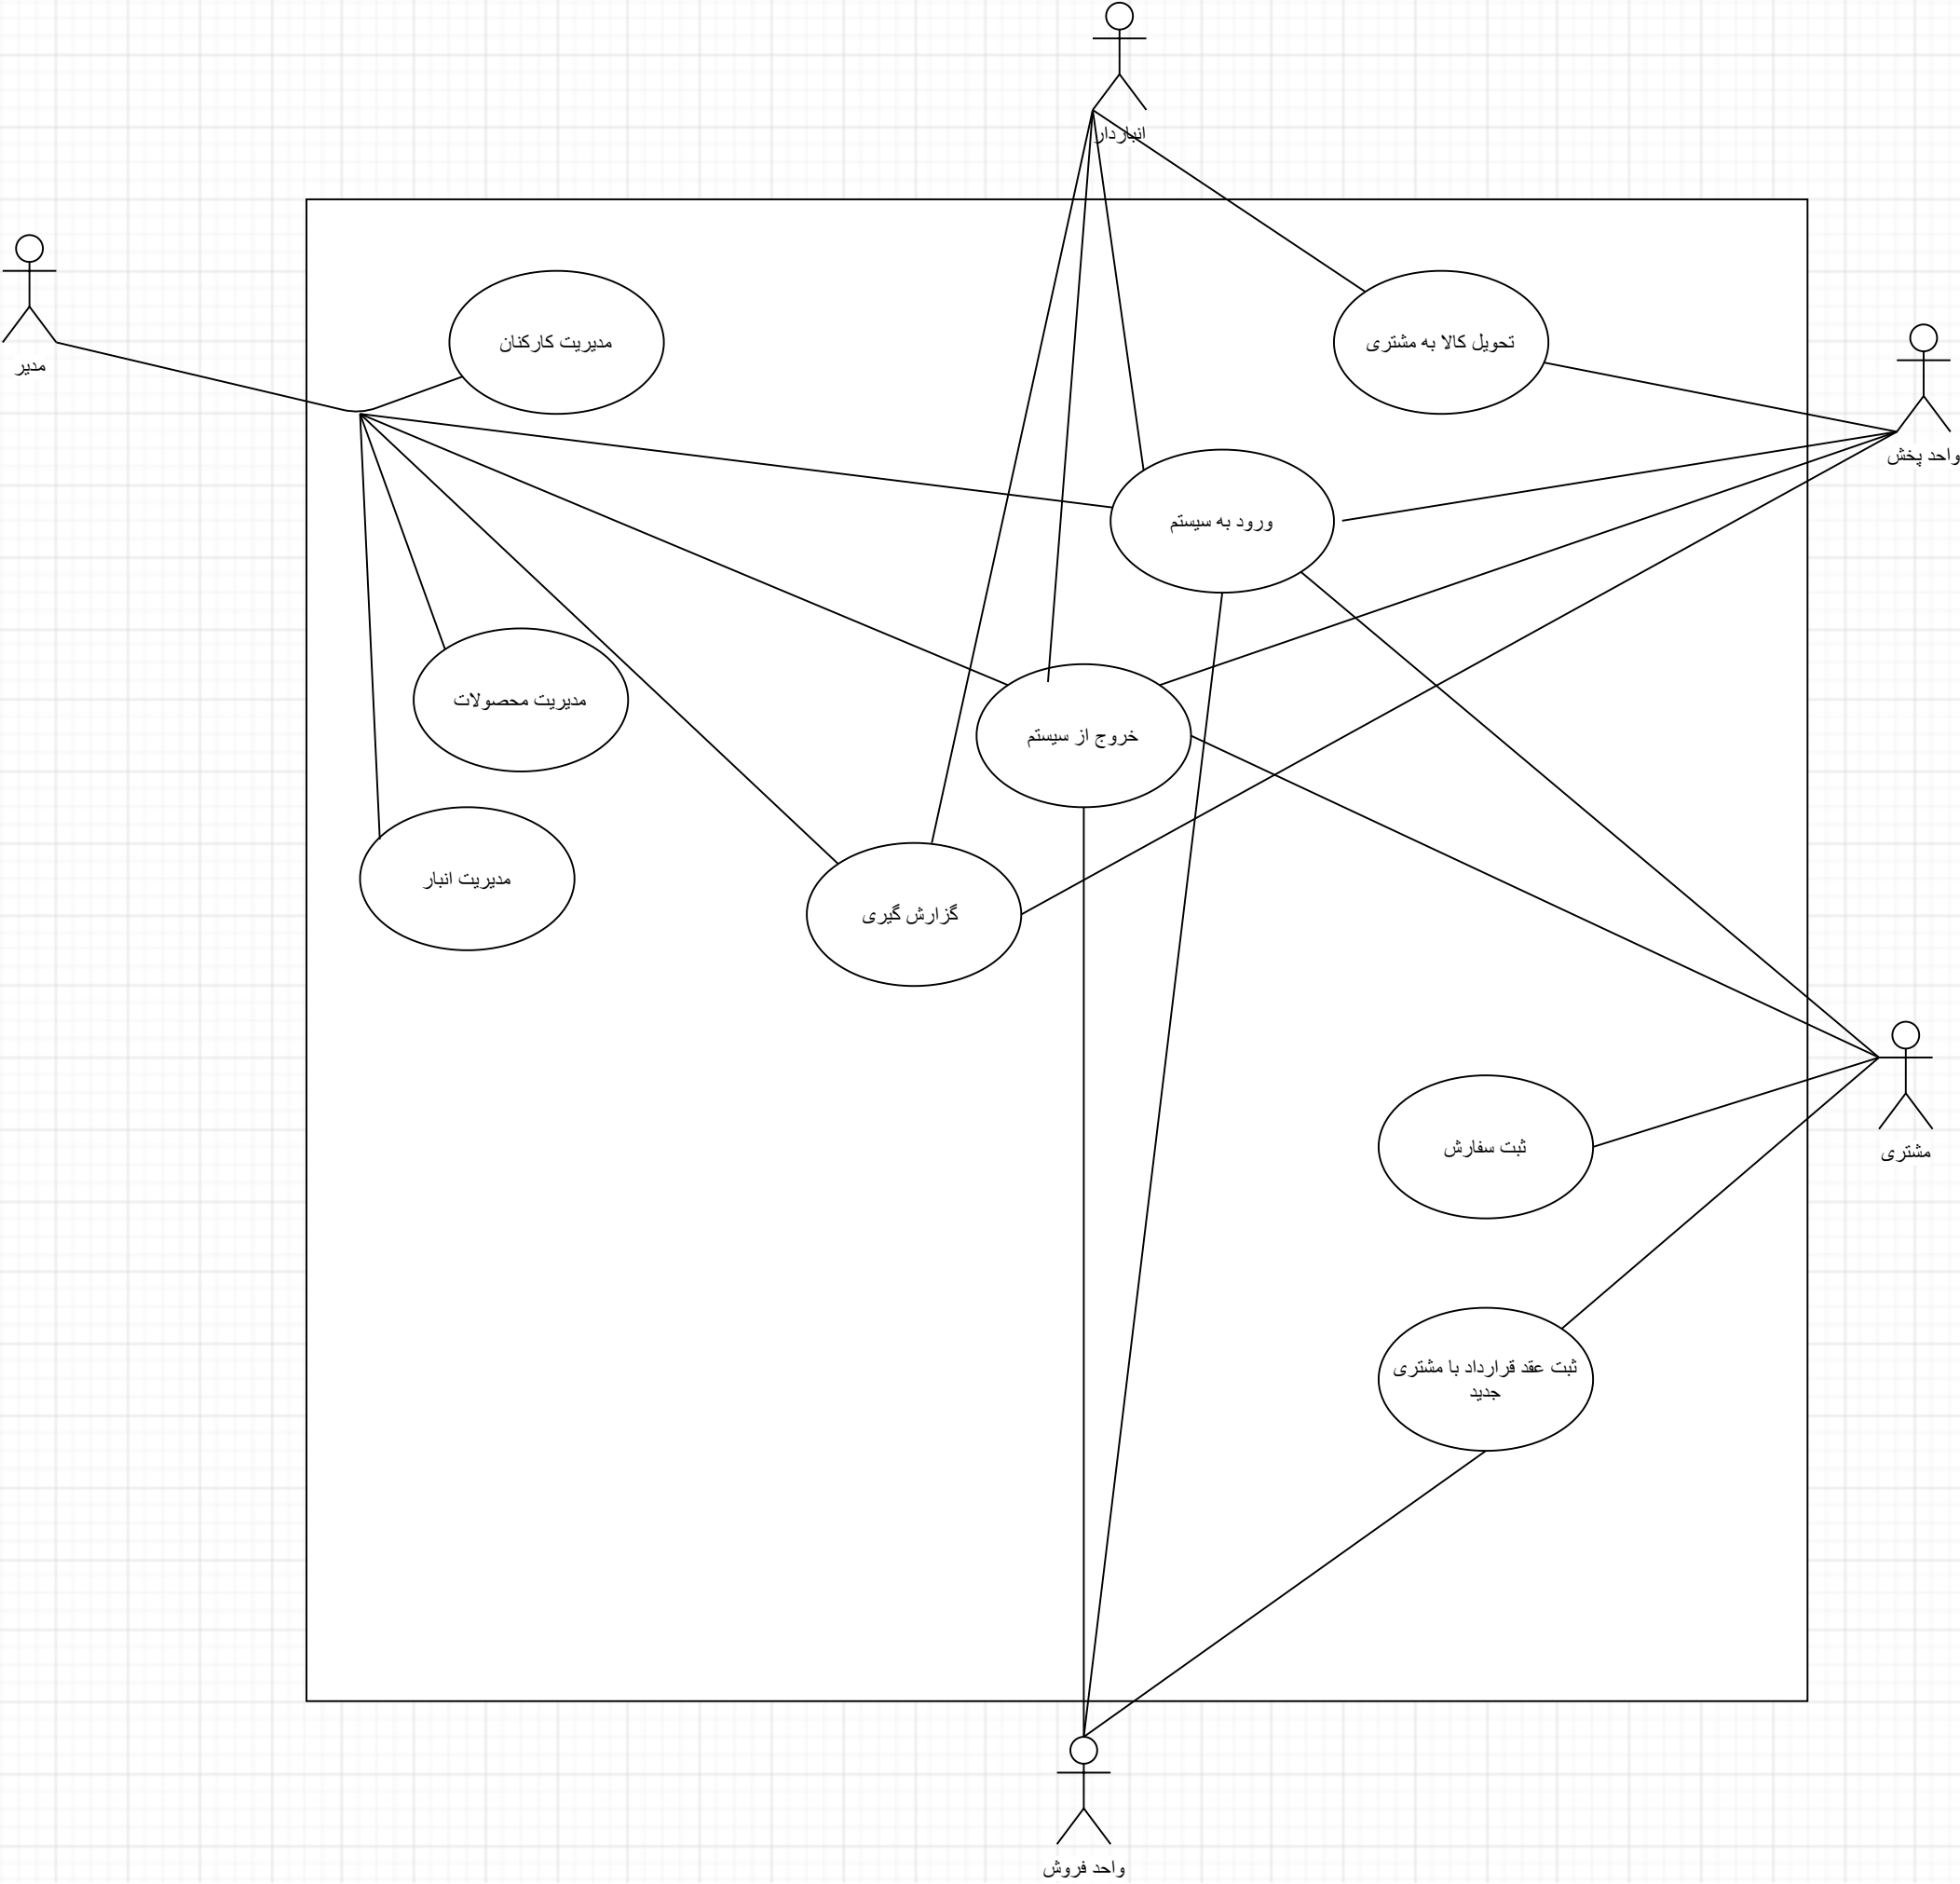 انباردار
مدیر
مدیریت کارکنان
تحویل کالا به مشتری
واحد پخش
ورود به سیستم
مدیریت محصولات
خروج از سیستم
مدیریت انبار
گزارش گیری
ثبت سفارش
مشتری
ثبت عقد قرارداد با مشتری
جدید
واحد فروش